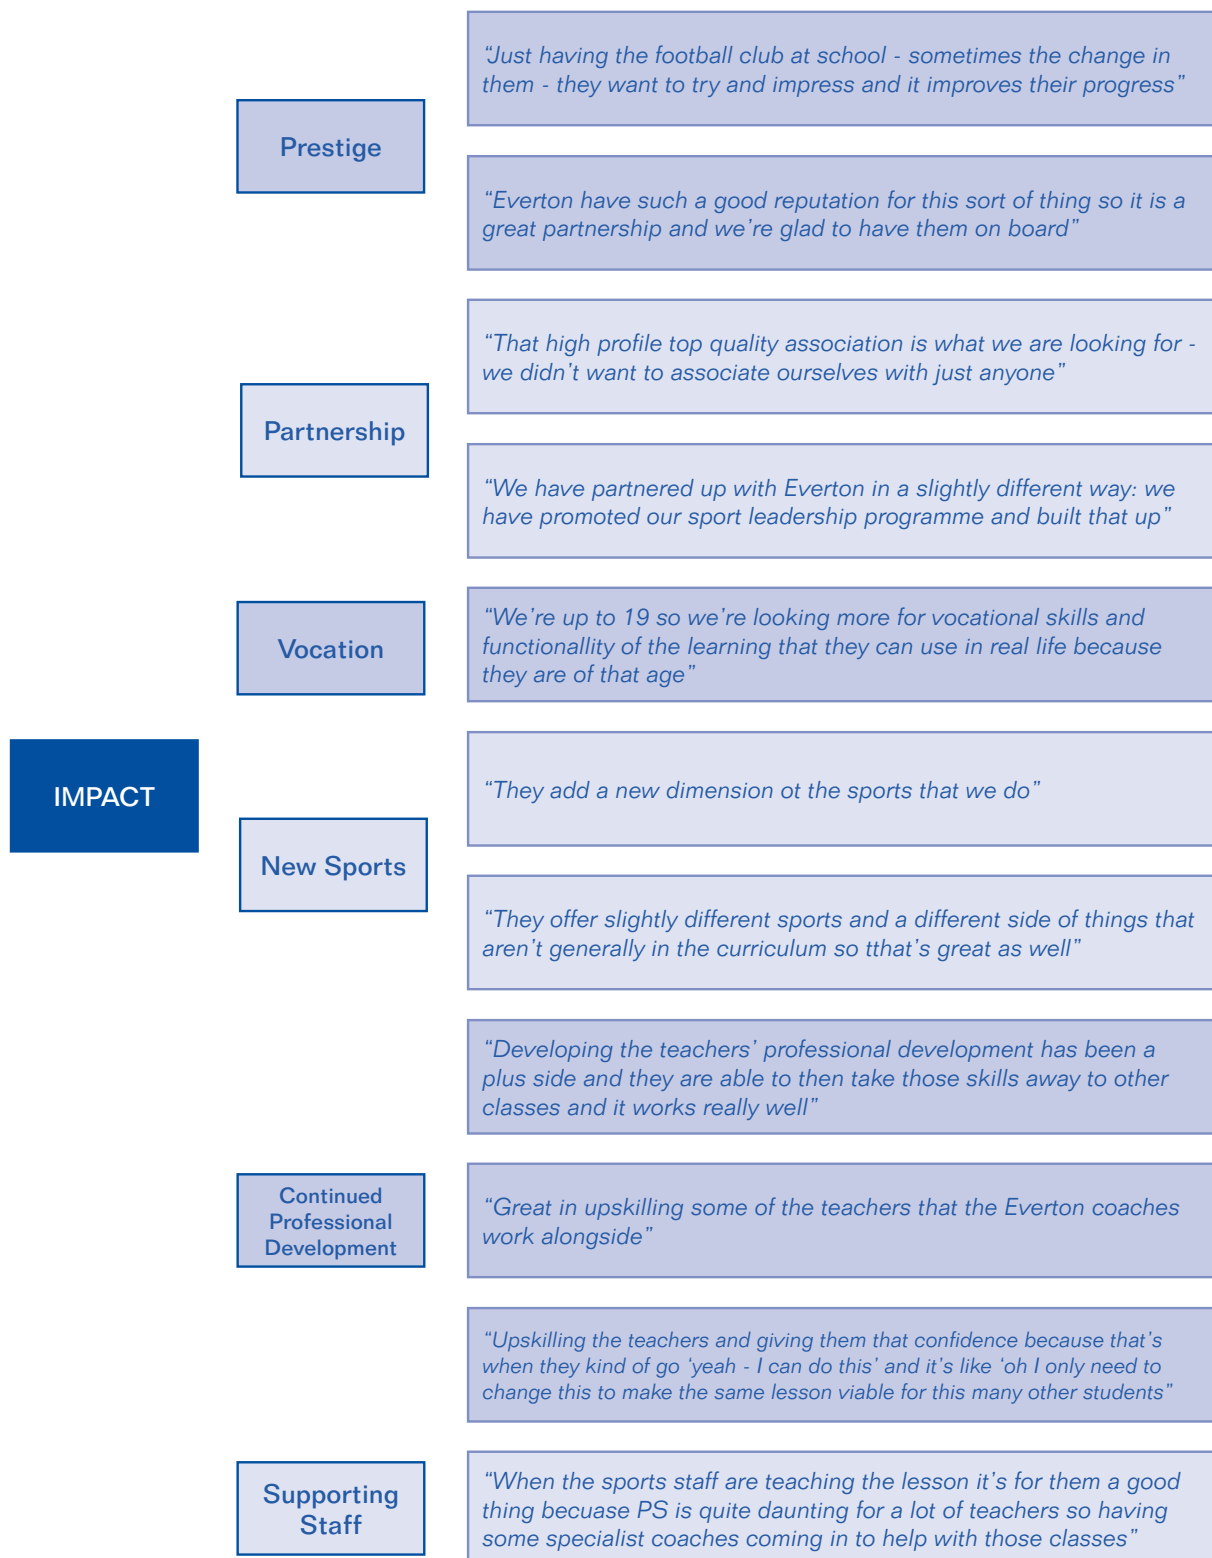 IMPACT
Prestige
“Just having the football club at school - sometimes the change in
them - they want to try and impress and it improves their progress”
“Everton have such a good reputation for this sort of thing so it is a
great partnership and we’re glad to have them on board”
Partnership
“That high profile top quality association is what we are looking for -
we didn’t want to associate ourselves with just anyone”
“We have partnered up with Everton in a slightly different way: we
have promoted our sport leadership programme and built that up”
Vocation
“We’re up to 19 so we’re looking more for vocational skills and
functionallity of the learning that they can use in real life because
they are of that age”
New Sports
“They add a new dimension ot the sports that we do”
“They offer slightly different sports and a different side of things that
aren’t generally in the curriculum so tthat’s great as well”
Continued
Professional
Development
“Developing the teachers’ professional development has been a
plus side and they are able to then take those skills away to other
classes and it works really well”
“Great in upskilling some of the teachers that the Everton coaches
work alongside”
“Upskilling the teachers and giving them that confidence because that’s
when they kind of go ‘yeah - I can do this’ and it’s like ‘oh I only need to
change this to make the same lesson viable for this many other students”
Supporting
Staff
“When the sports staff are teaching the lesson it’s for them a good
thing becuase PS is quite daunting for a lot of teachers so having
some specialist coaches coming in to help with those classes”